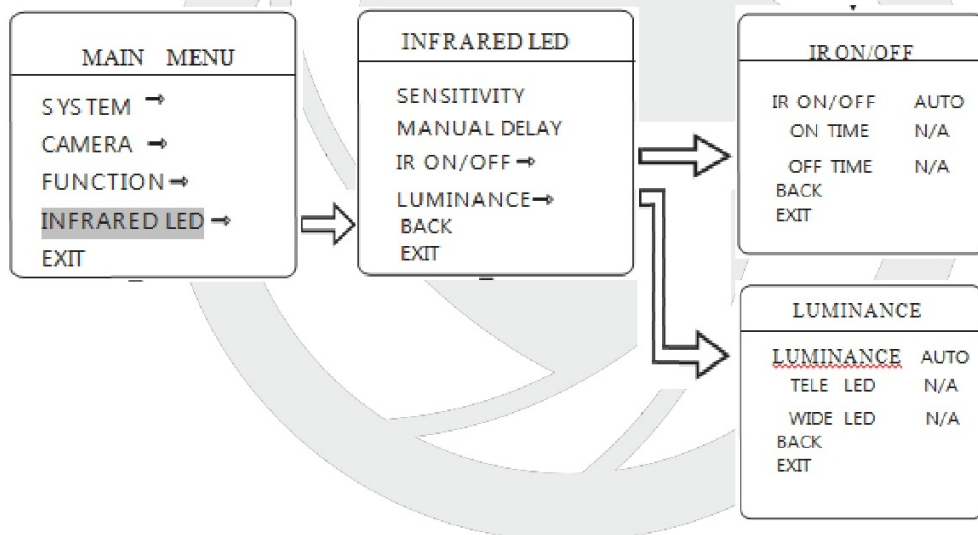 MAIN MENU
SYSTEM →
CAMERA →
FUNCTION →
INFRARED LED →
EXIT
INFRARED LED
SENSITIVITY
MANUAL DELAY
IR ON/OFF →
LUMINANCE →
BACK
EXIT
IR ON/OFF
IR ON/OFF AUTO
ON TIME N/A
OFF TIME N/A
BACK
EXIT
LUMINANCE
LUMINANCE AUTO
TELE LED N/A
WIDE LED N/A
BACK
EXIT